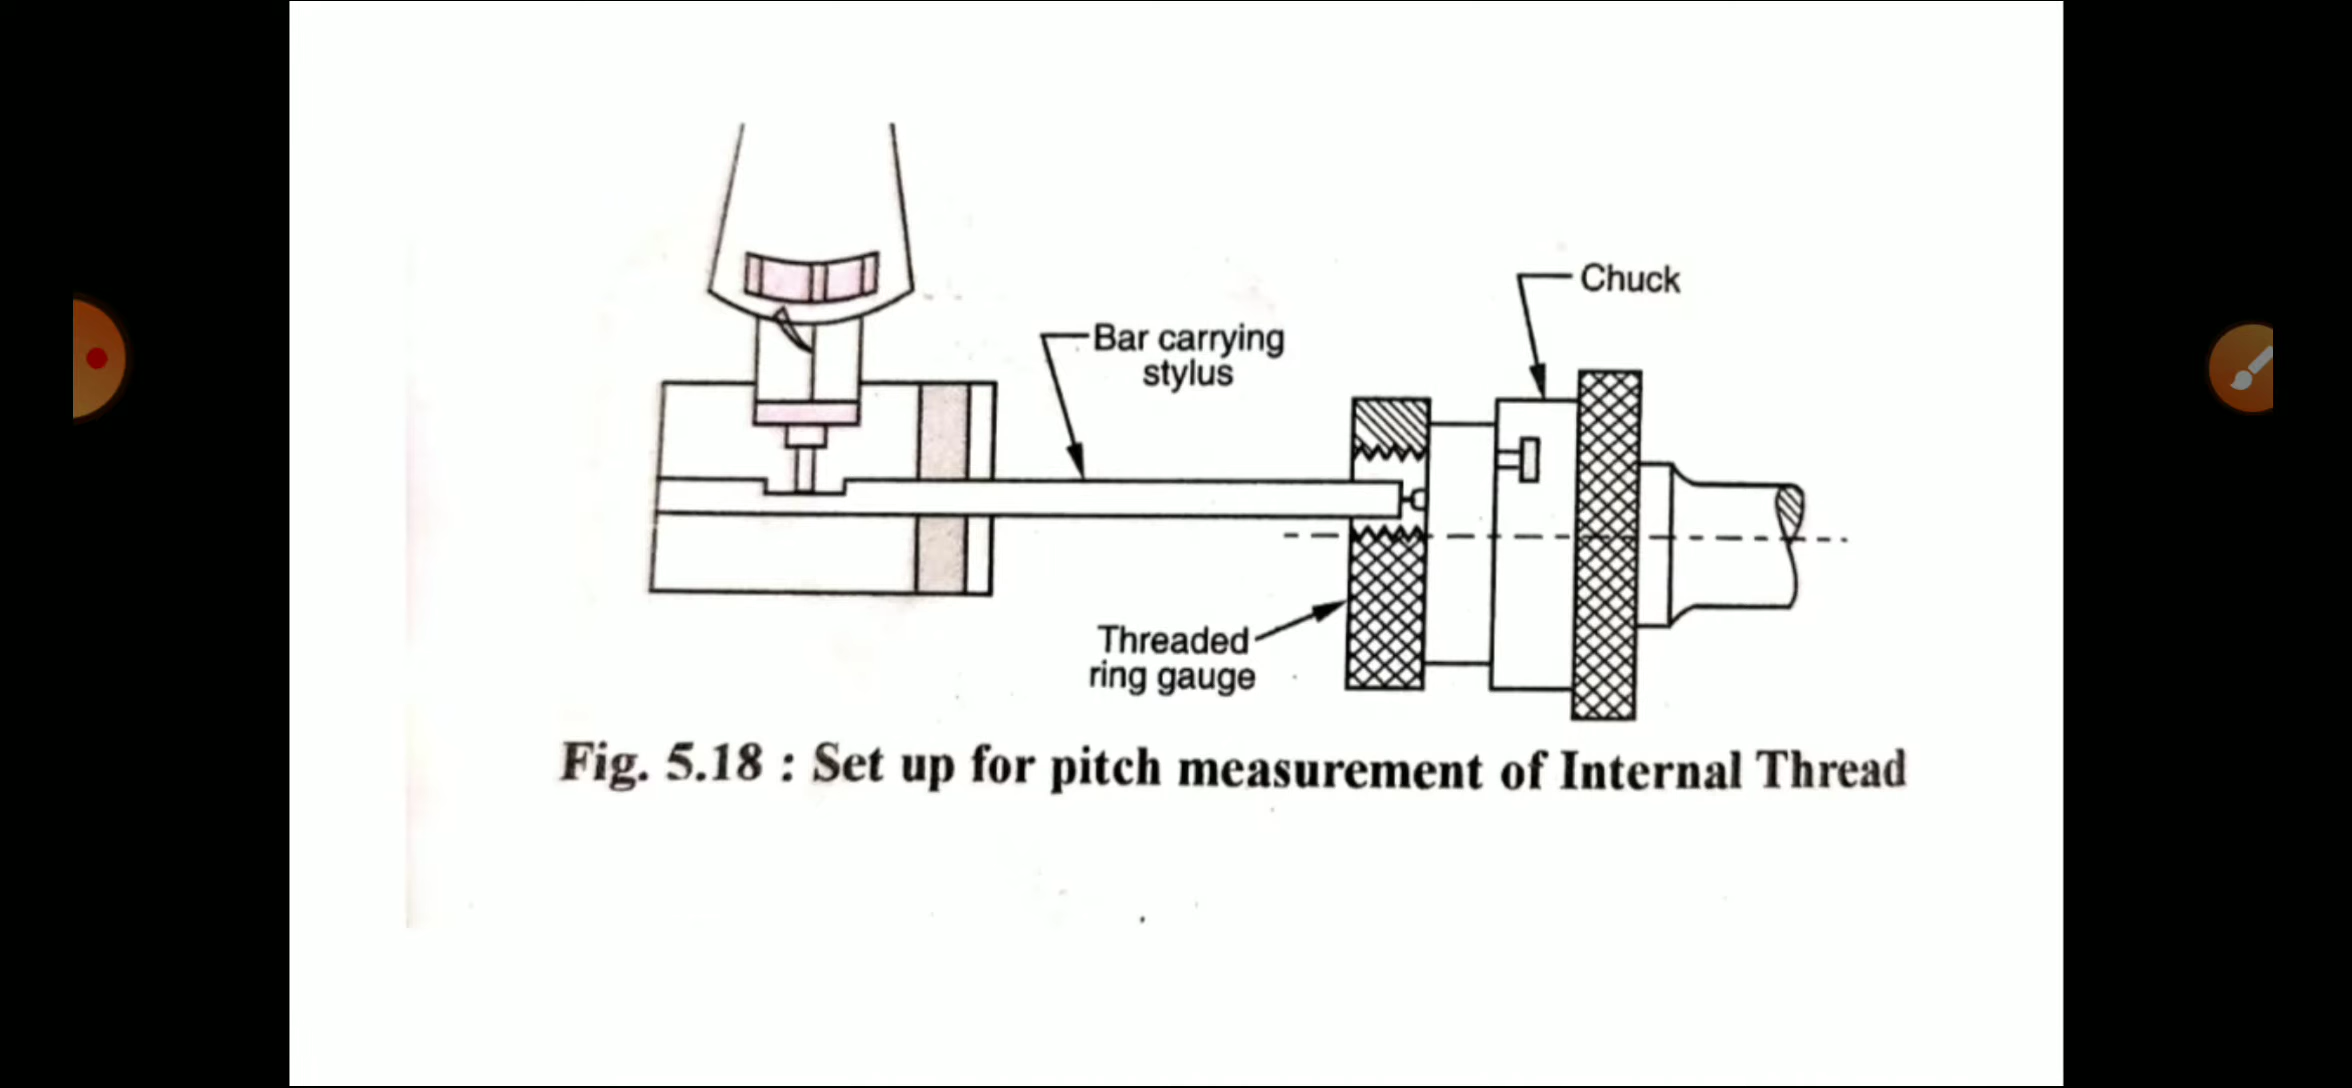 Chuck
Bar carrying
stylus
Threaded
ring gauge
Fig. 5.18 : Set up for pitch measurement of Internal Thread